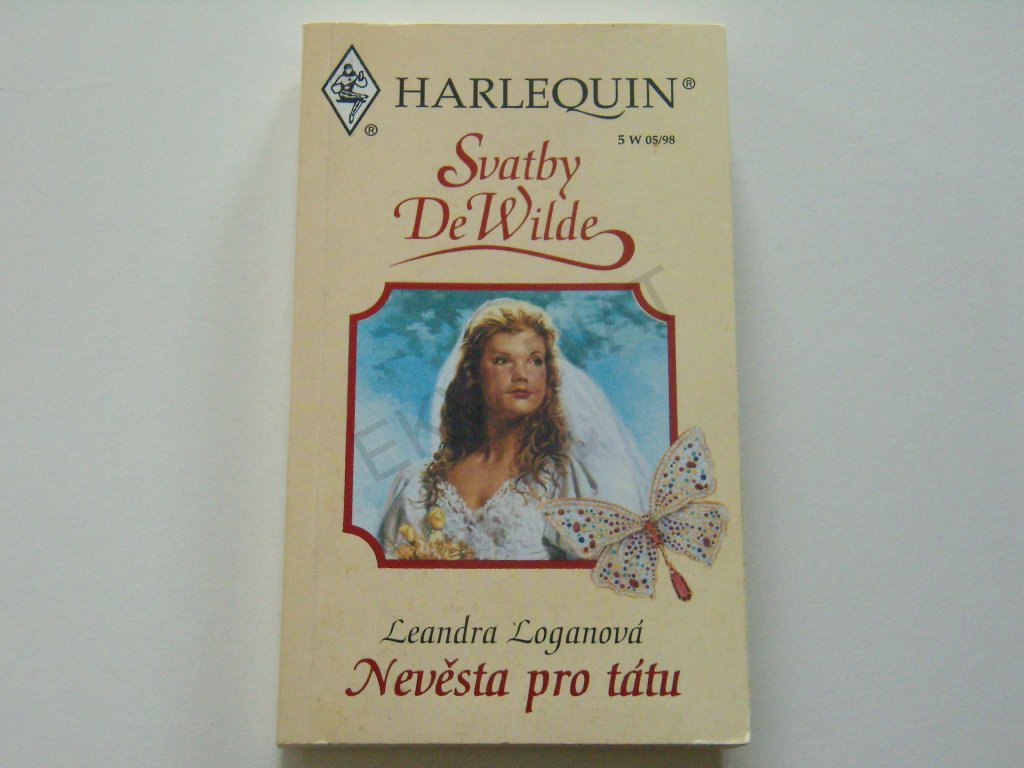 HARLEQUIN®
®
5 W 05/98
Svatby
DeWilde
Leandra Loganová
Nevěsta pro tátu